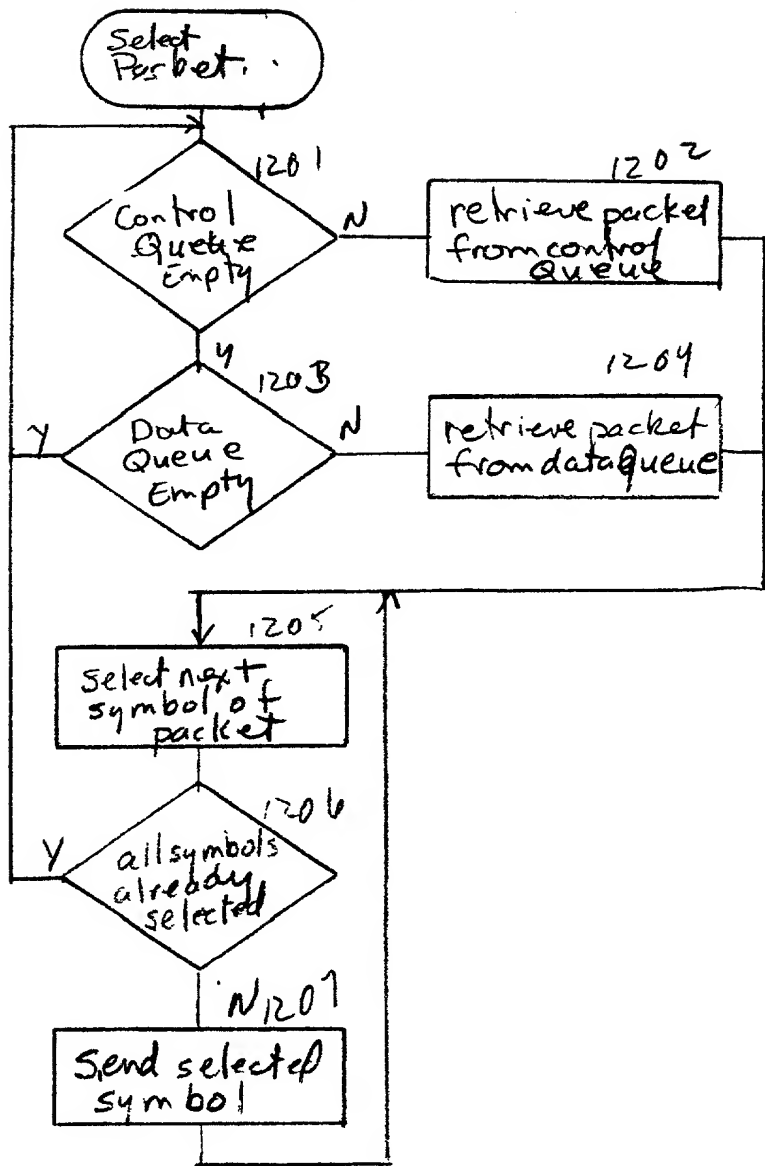 Select
Packet
1201
Control
Queue
Empty
N
1202
retrieve packet
from control
Queue
Y
1203
Data
Queue
Empty
Y
N
1204
retrieve packet
from data Queue
1205
select next
symbol of
packet
1206
all symbols
already
selected
Y
N 1207
Send selected
symbol